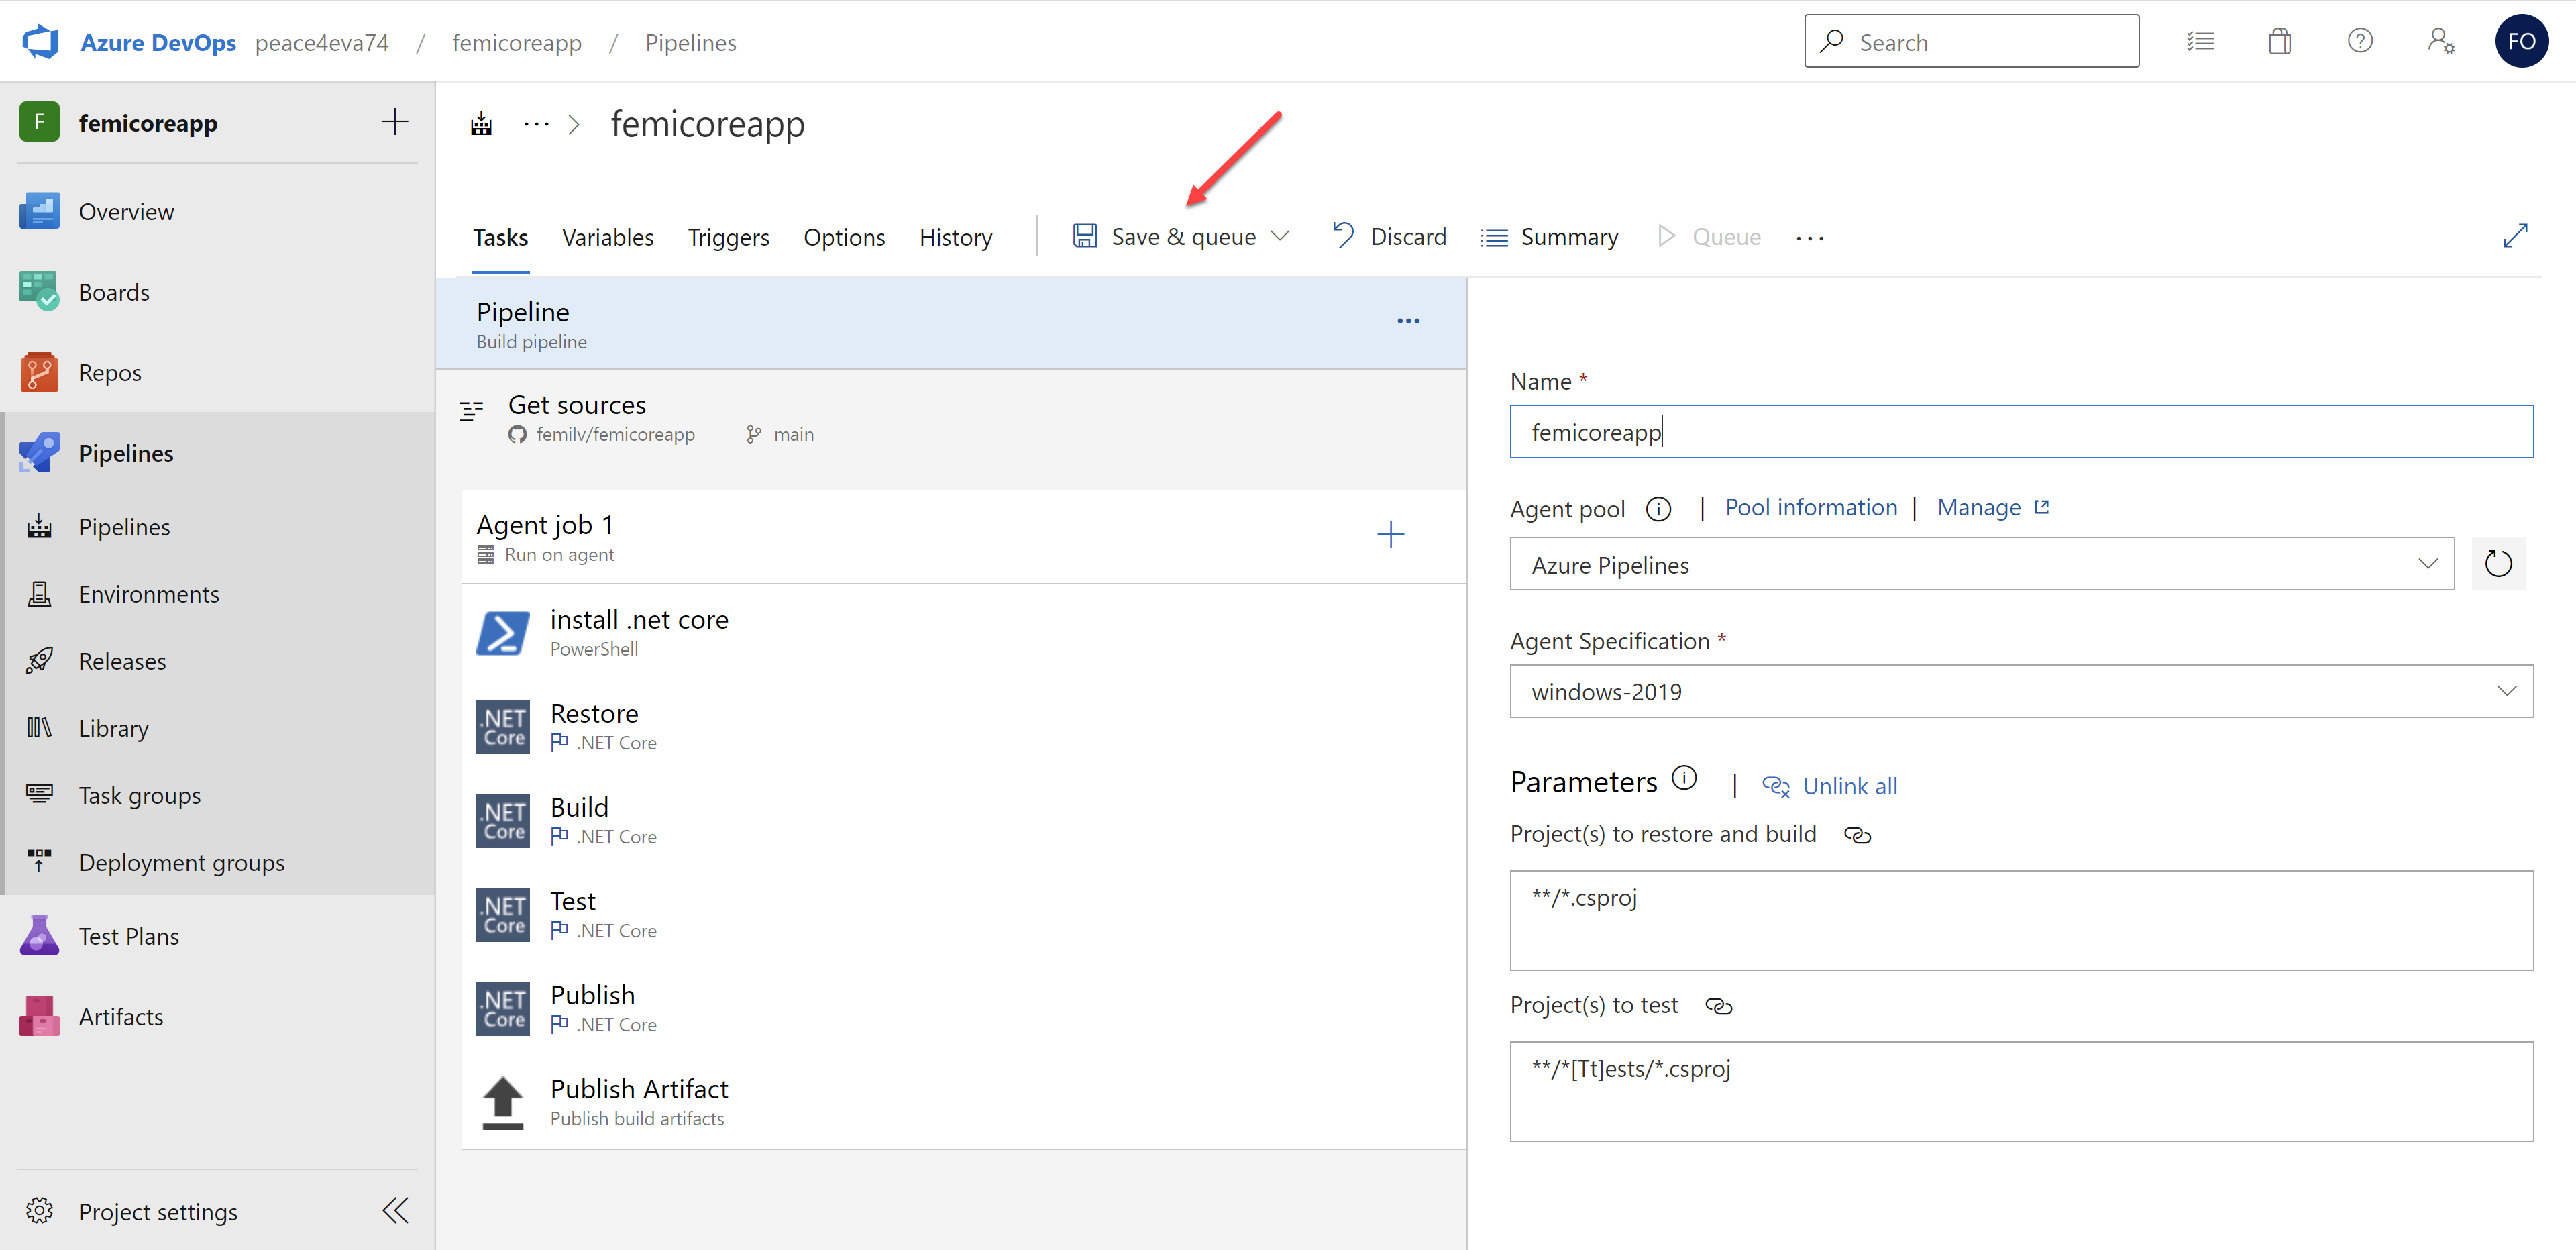 Azure DevOps peace4eva74 / femicoreapp / Pipelines
Search
FO
F femicoreapp
Overview
Boards
Repos
Pipelines
Pipelines
Environments
Releases
Library
Task groups
Deployment groups
Test Plans
Artifacts
Project settings
femicoreapp
Tasks Variables Triggers Options History Save & queue Discard Summary Queue
Pipeline
Build pipeline
Get sources
femilv/femicoreapp main
Agent job 1
Run on agent
install .net core
PowerShell
.NET Core
Restore
.NET Core
.NET Core
Build
.NET Core
.NET Core
Test
.NET Core
.NET Core
Publish
.NET Core
Publish Artifact
Publish build artifacts
Name *
femicoreapp
Agent pool | Pool information | Manage
Azure Pipelines
Agent Specification *
windows-2019
Parameters | Unlink all
Project(s) to restore and build
**/*.csproj
Project(s) to test
**/*[Tt]ests/*.csproj